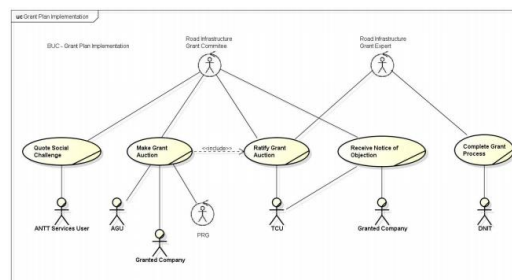 uc Grant Plan Implementation
BUC - Grant Plan Implementation
Road Infrastructure
Grant Commitee
Road Infrastructure
Grant Expert
Quote Social
Challenge
Make Grant
Auction
<<include>>
Ratify Grant
Auction
Receive Notice of
Objection
Complete Grant
Process
ANTT Services User
AGU
Granted Company
PRG
TCU
Granted Company
DNIT